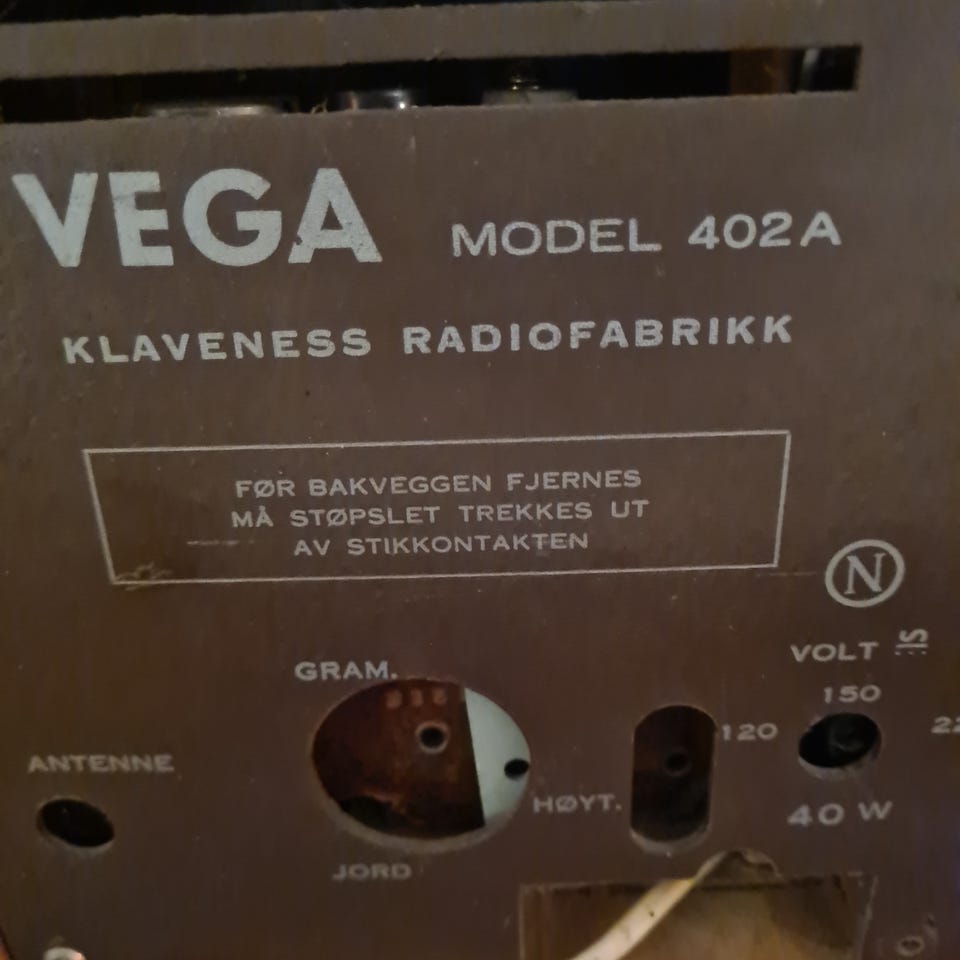 VEGA MODEL 402A
KLAVENESS RADIOFABRIKK
FØR BAKVEGGEN FJERNES
MÅ STØPSLET TREKKES UT
AV STIKKONTAKTEN
N
GRAM.
VOLT
150
120
ANTENNE
HØYT.
40 W
JORD